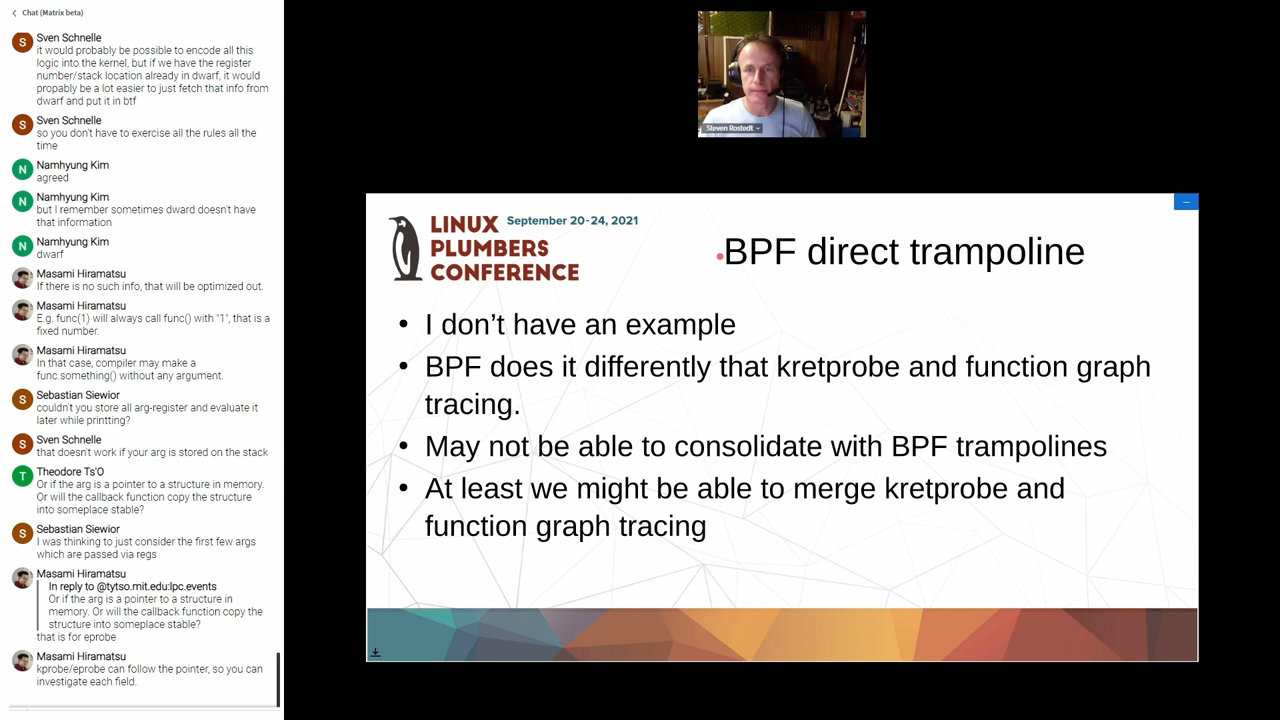 Chat (Matrix beta)
S
Sven Schnelle
it would probably be possible to encode all this
logic into the kernel, but if we have the register
number/stack location already in dwarf, it would
propably be a lot easier to just fetch that info from
dwarf and put it in btf
S
Sven Schnelle
so you don't have to exercise all the rules all the
time
N
Namhyung Kim
agreed
N
Namhyung Kim
but I remember sometimes dward doesn't have
that information
N
Namhyung Kim
dwarf
Masami Hiramatsu
If there is no such info, that will be optimized out.
Masami Hiramatsu
E.g. func(1) will always call func() with "1", that is a
fixed number.
Masami Hiramatsu
In that case, compiler may make a
func.something() without any argument.
S
Sebastian Siewior
couldn't you store all arg-register and evaluate it
later while printting?
S
Sven Schnelle
that doesn't work if your arg is stored on the stack
T
Theodore Ts'O
Or if the arg is a pointer to a structure in memory.
Or will the callback function copy the structure
into someplace stable?
S
Sebastian Siewior
I was thinking to just consider the first few args
which are passed via regs
Masami Hiramatsu
In reply to @tytso.mit.edu:lpc.events
Or if the arg is a pointer to a structure in
memory. Or will the callback function copy the
structure into someplace stable?
that is for eprobe
Masami Hiramatsu
kprobe/eprobe can follow the pointer, so you can
investigate each field.
Steven Rostedt
LINUX
PLUMBERS
CONFERENCE
September 20-24, 2021
BPF direct trampoline
• I don't have an example
• BPF does it differently that kretprobe and function graph
tracing.
• May not be able to consolidate with BPF trampolines
• At least we might be able to merge kretprobe and
function graph tracing